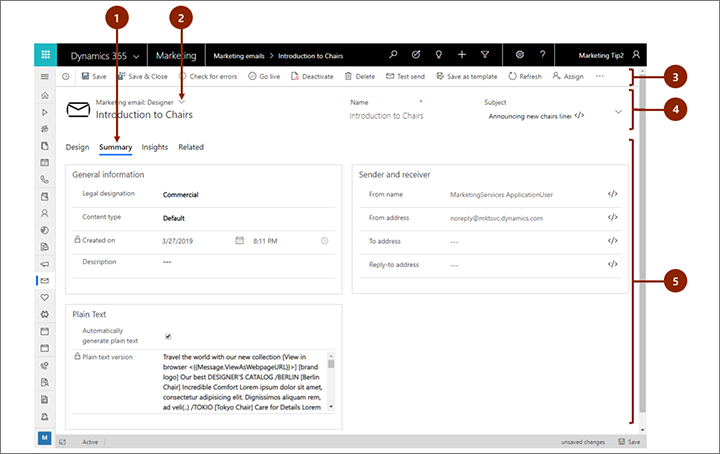 1
2
Dynamics 365
Marketing
Marketing emails > Introduction to Chairs
?
Marketing Tip2
Save
Save & Close
Check for errors
Go live
Deactivate
Delete
Test send
Save as template
Refresh
Assign
...
3
Marketing email: Designer
Introduction to Chairs
Name
*
Introduction to Chairs
Subject
Announcing new chairs line </>
4
Design
Summary
Insights
Related
General information
Legal designation
Commercial
Content type
Default
Created on
3/27/2019
8:11 PM
Description
---
Sender and receiver
From name
MarketingServices ApplicationUser
</>
From address
noreply@mktsvc.dynamics.com
</>
To address
---
</>
Reply-to address
---
</>
5
Plain Text
Automatically
generate plain text
Plain text version
Travel the world with our new collection [View in
browser <{{Message.ViewAsWebpageURL}}>] [brand
logo] Our best DESIGNER'S CATALOG /BERLIN [Berlin
Chair] Incredible Comfort Lorem ipsum dolor sit amet,
consectetur adipisicing elit. Dignissimos aliquam rem,
ad veli(..) /TOKIO [Tokyo Chair] Care for Details Lorem
M
Active
unsaved changes
Save